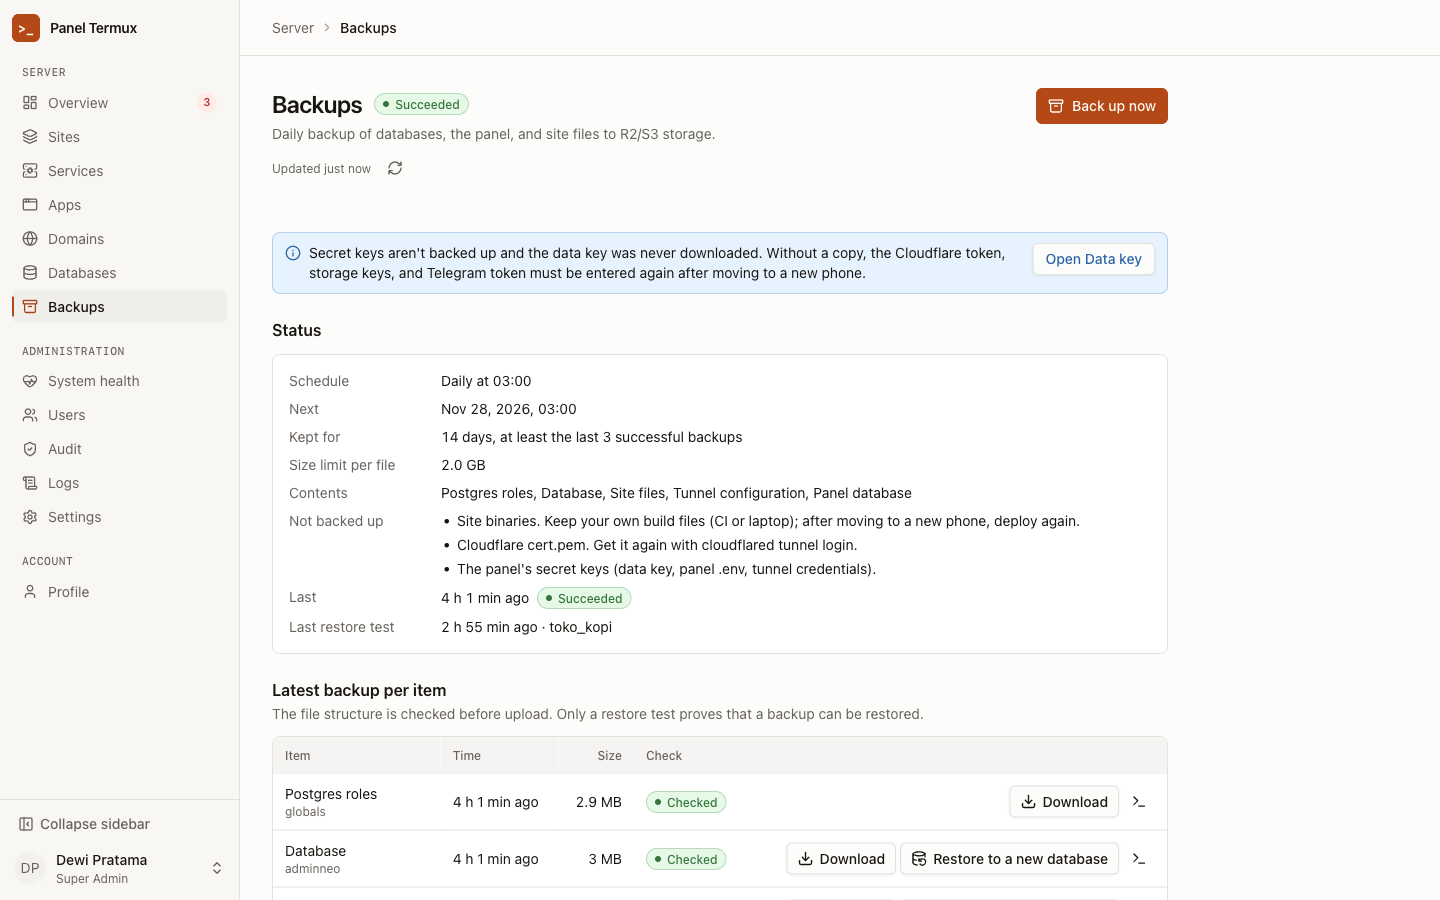 >_ Panel Termux
SERVER
Overview 3
Sites
Services
Apps
Domains
Databases
Backups
ADMINISTRATION
System health
Users
Audit
Logs
Settings
ACCOUNT
Profile
Collapse sidebar
DP Dewi Pratama
Super Admin
Server > Backups
Backups Succeeded
Back up now
Daily backup of databases, the panel, and site files to R2/S3 storage.
Updated just now
Secret keys aren't backed up and the data key was never downloaded. Without a copy, the Cloudflare token,
storage keys, and Telegram token must be entered again after moving to a new phone.
Open Data key
Status
Schedule Daily at 03:00
Next Nov 28, 2026, 03:00
Kept for 14 days, at least the last 3 successful backups
Size limit per file 2.0 GB
Contents Postgres roles, Database, Site files, Tunnel configuration, Panel database
Not backed up • Site binaries. Keep your own build files (CI or laptop); after moving to a new phone, deploy again.
• Cloudflare cert.pem. Get it again with cloudflared tunnel login.
• The panel's secret keys (data key, panel .env, tunnel credentials).
Last 4 h 1 min ago Succeeded
Last restore test 2 h 55 min ago · toko_kopi
Latest backup per item
The file structure is checked before upload. Only a restore test proves that a backup can be restored.
Item Time Size Check
Postgres roles
globals
4 h 1 min ago 2.9 MB Checked Download
Database
adminneo
4 h 1 min ago 3 MB Checked Download Restore to a new database